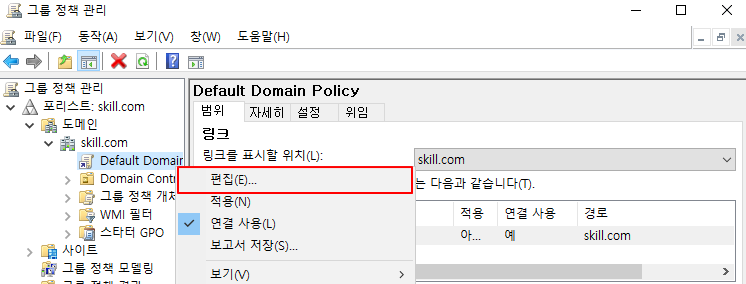 그룹 정책 관리
파일(F) 동작(A) 보기(V) 창(W) 도움말(H)
그룹 정책 관리
포리스트: skill.com
도메인
skill.com
Default Domain
Domain Contr
그룹 정책 개체
WMI 필터
스타터 GPO
사이트
그룹 정책 모델링
Default Domain Policy
범위 자세히 설정 위임
링크
링크를 표시할 위치(L): skill.com
는 다음과 같습니다(T).
적용 연결 사용 경로
아... 예 skill.com
편집(E)...
적용(N)
연결 사용(L)
보고서 저장(S)...
보기(V)